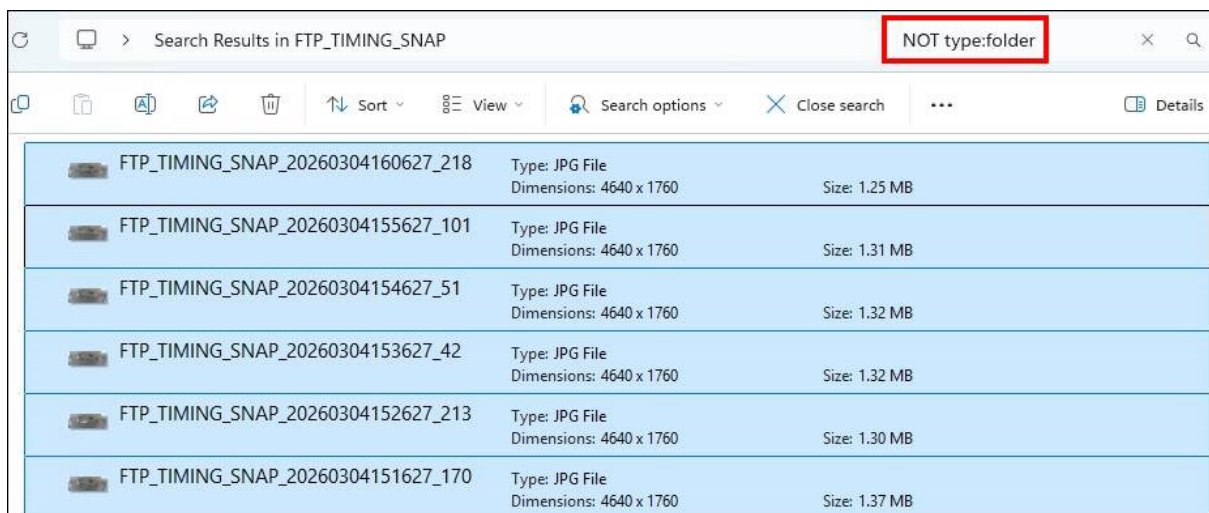 Search Results in FTP_TIMING_SNAP
NOT type:folder
Sort
View
Search options
Close search
Details
FTP_TIMING_SNAP_20260304160627_218
Type: JPG File
Dimensions: 4640 x 1760
Size: 1.25 MB
FTP_TIMING_SNAP_20260304155627_101
Type: JPG File
Dimensions: 4640 x 1760
Size: 1.31 MB
FTP_TIMING_SNAP_20260304154627_51
Type: JPG File
Dimensions: 4640 x 1760
Size: 1.32 MB
FTP_TIMING_SNAP_20260304153627_42
Type: JPG File
Dimensions: 4640 x 1760
Size: 1.32 MB
FTP_TIMING_SNAP_20260304152627_213
Type: JPG File
Dimensions: 4640 x 1760
Size: 1.30 MB
FTP_TIMING_SNAP_20260304151627_170
Type: JPG File
Dimensions: 4640 x 1760
Size: 1.37 MB